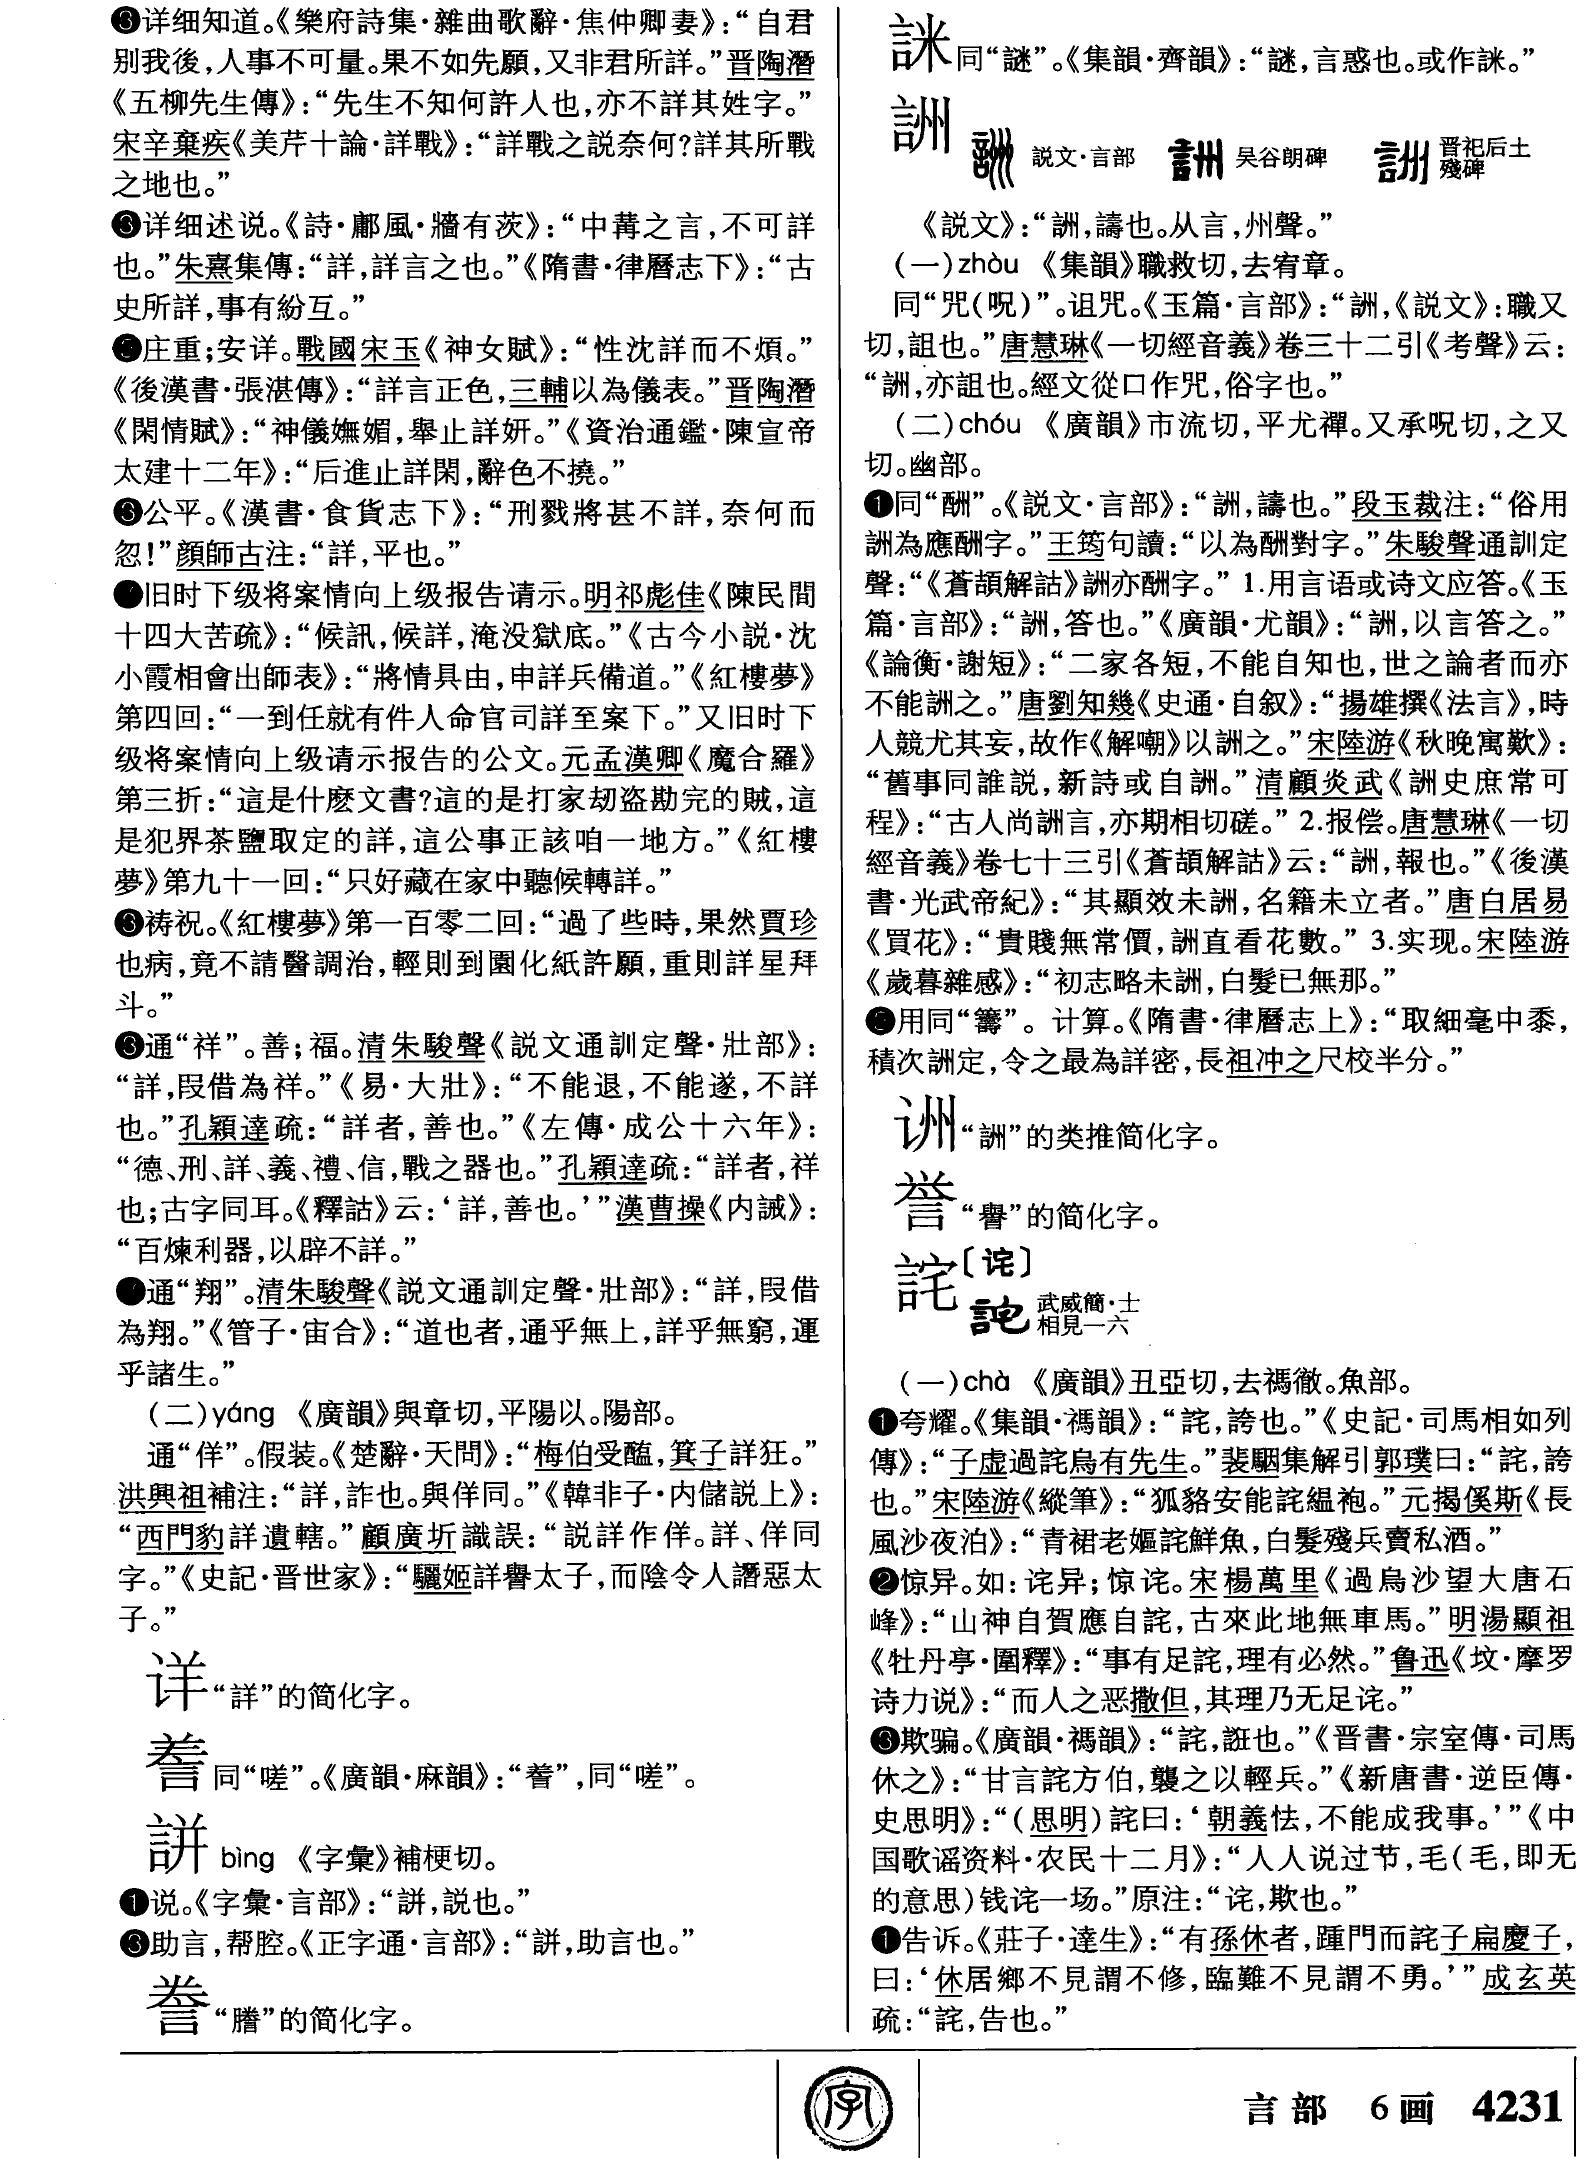 ❸详细知道。《樂府詩集·雜曲歌辭·焦仲卿妻》：“自君
别我後，人事不可量。果不如先願，又非君所詳。”晋陶潛
《五柳先生傳》：“先生不知何許人也，亦不詳其姓字。”
宋辛棄疾《美芹十論·詳戰》：“詳戰之説奈何？詳其所戰
之地也。”
详细述说。《詩·鄘風·牆有茨》：“中冓之言，不可詳
也。”朱熹集傳：“詳，詳言之也。”《隋書·律曆志下》：“古
史所詳，事有紛互。”
庄重；安详。戰國宋玉《神女賦》：“性沈詳而不煩。”
《後漢書·張湛傳》：“詳言正色，三輔以為儀表。”晋陶潛
《閑情賦》：“神儀嫵媚，舉止詳妍。”《資治通鑑·陳宣帝
太建十二年》：“后進止詳閑，辭色不撓。”
公平。《漢書·食貨志下》：“刑戮將甚不詳，奈何而
忽！”顔師古注：“詳，平也。”
旧时下级将案情向上级报告请示。明祁彪佳《陳民間
十四大苦疏》：“候訊，候詳，淹没獄底。”《古今小説·沈
小霞相會出師表》：“將情具由，申詳兵備道。”《紅樓夢》
第四回：“一到任就有件人命官司詳至案下。”又旧时下
级将案情向上级请示报告的公文。元孟漢卿《魔合羅》
第三折：“這是什麽文書？這的是打家刼盗勘完的賊，這
是犯界茶鹽取定的詳，這公事正該咱一地方。”《紅樓
夢》第九十一回：“只好藏在家中聽候轉詳。”
祷祝。《紅樓夢》第一百零二回：“過了些時，果然賈珍
也病，竟不請醫調治，輕則到園化紙許願，重則詳星拜
斗。”
通“祥”。善；福。清朱駿聲《説文通訓定聲·壯部》：
“詳，叚借為祥。”《易·大壯》：“不能退，不能遂，不詳
也。”孔穎達疏：“詳者，善也。”《左傳·成公十六年》：
“德、刑、詳、義、禮、信，戰之器也。”孔穎達疏：“詳者，祥
也；古字同耳。《釋詁》云：‘詳，善也。’”漢曹操《内誡》：
“百煉利器，以辟不詳。”
通“翔”。清朱駿聲《説文通訓定聲·壯部》：“詳，叚借
為翔。”《管子·宙合》：“道也者，通乎無上，詳乎無窮，運
乎諸生。”
（二）yáng 《廣韻》與章切，平陽以。陽部。
通“佯”。假装。《楚辭·天問》：“梅伯受醢，箕子詳狂。”
洪興祖補注：“詳，詐也。與佯同。”《韓非子·内儲説上》：
“西門豹詳遺轄。”顧廣圻識誤：“説詳作佯。詳、佯同
字。”《史記·晋世家》：“驪姬詳譽太子，而陰令人譖惡太
子。”
详“詳”的简化字。
𧧗同“嗟”。《廣韻·麻韻》：“𧧗”，同“嗟”。
誁 bìng 《字彙》補梗切。
❶说。《字彙·言部》：“誁，説也。”
助言，帮腔。《正字通·言部》：“誁，助言也。”
誊“謄”的简化字。
詸同“謎”。《集韻·齊韻》：“謎，言惑也。或作詸。”
詶 説文·言部 吴谷朗碑 晋祀后土殘碑
《説文》：“詶，譸也。从言，州聲。”
（一）zhòu 《集韻》職救切，去宥章。
同“咒（呪）”。诅咒。《玉篇·言部》：“詶，《説文》：職又
切，詛也。”唐慧琳《一切經音義》卷三十二引《考聲》云：
“詶，亦詛也。經文從口作咒，俗字也。”
（二）chóu 《廣韻》市流切，平尤禪。又承呪切，之又
切。幽部。
❶同“酬”。《説文·言部》：“詶，譸也。”段玉裁注：“俗用
詶為應酬字。”王筠句讀：“以為酬對字。”朱駿聲通訓定
聲：“《蒼頡解詁》詶亦酬字。” 1.用言语或诗文应答。《玉
篇·言部》：“詶，答也。”《廣韻·尤韻》：“詶，以言答之。”
《論衡·謝短》：“二家各短，不能自知也，世之論者而亦
不能詶之。”唐劉知幾《史通·自叙》：“揚雄撰《法言》，時
人競尤其妄，故作《解嘲》以詶之。”宋陸游《秋晚寓歎》：
“舊事同誰説，新詩或自詶。”清顧炎武《詶史庶常可
程》：“古人尚詶言，亦期相切磋。” 2.报偿。唐慧琳《一切
經音義》卷七十三引《蒼頡解詁》云：“詶，報也。”《後漢
書·光武帝紀》：“其顯效未詶，名籍未立者。”唐白居易
《買花》：“貴賤無常價，詶直看花數。” 3.实现。宋陸游
《歲暮雜感》：“初志略未詶，白髮已無那。”
用同“籌”。计算。《隋書·律曆志上》：“取細毫中黍，
積次詶定，令之最為詳密，長祖冲之尺校半分。”
𬣞“詶”的类推简化字。
誉“譽”的简化字。
詫〔诧〕 武威簡·士相見一六
（一）chà 《廣韻》丑亞切，去禡徹。魚部。
❶夸耀。《集韻·禡韻》：“詫，誇也。”《史記·司馬相如列
傳》：“子虚過詫烏有先生。”裴駰集解引郭璞曰：“詫，誇
也。”宋陸游《縱筆》：“狐貉安能詫緼袍。”元揭傒斯《長
風沙夜泊》：“青裙老嫗詫鮮魚，白髮殘兵賣私酒。”
❷惊异。如：诧异；惊诧。宋楊萬里《過烏沙望大唐石
峰》：“山神自賀應自詫，古來此地無車馬。”明湯顯祖
《牡丹亭·圍釋》：“事有足詫，理有必然。”鲁迅《坟·摩罗
诗力说》：“而人之恶撒但，其理乃无足诧。”
❸欺骗。《廣韻·禡韻》：“詫，誑也。”《晋書·宗室傳·司馬
休之》：“甘言詫方伯，襲之以輕兵。”《新唐書·逆臣傳·
史思明》：“（思明）詫曰：‘朝義怯，不能成我事。’”《中
国歌谣资料·农民十二月》：“人人说过节，毛（毛，即无
的意思）钱诧一场。”原注：“诧，欺也。”
告诉。《莊子·達生》：“有孫休者，踵門而詫子扁慶子，
曰：‘休居鄉不見謂不修，臨難不見謂不勇。’”成玄英
疏：“詫，告也。”
字
言部 6画 4231